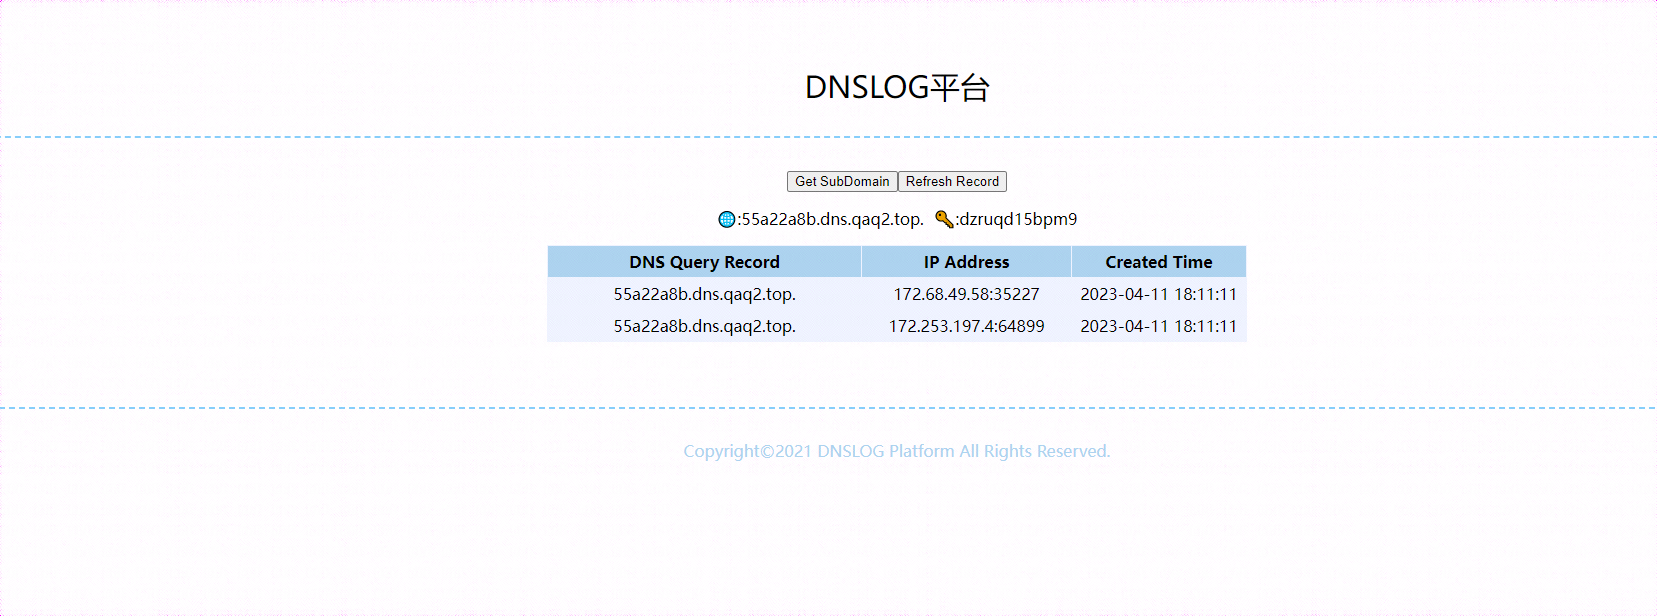 DNSLOG平台
Get SubDomain Refresh Record
:55a22a8b.dns.qaq2.top. :dzruqd15bpm9
DNS Query Record IP Address Created Time
55a22a8b.dns.qaq2.top. 172.68.49.58:35227 2023-04-11 18:11:11
55a22a8b.dns.qaq2.top. 172.253.197.4:64899 2023-04-11 18:11:11
Copyright©2021 DNSLOG Platform All Rights Reserved.